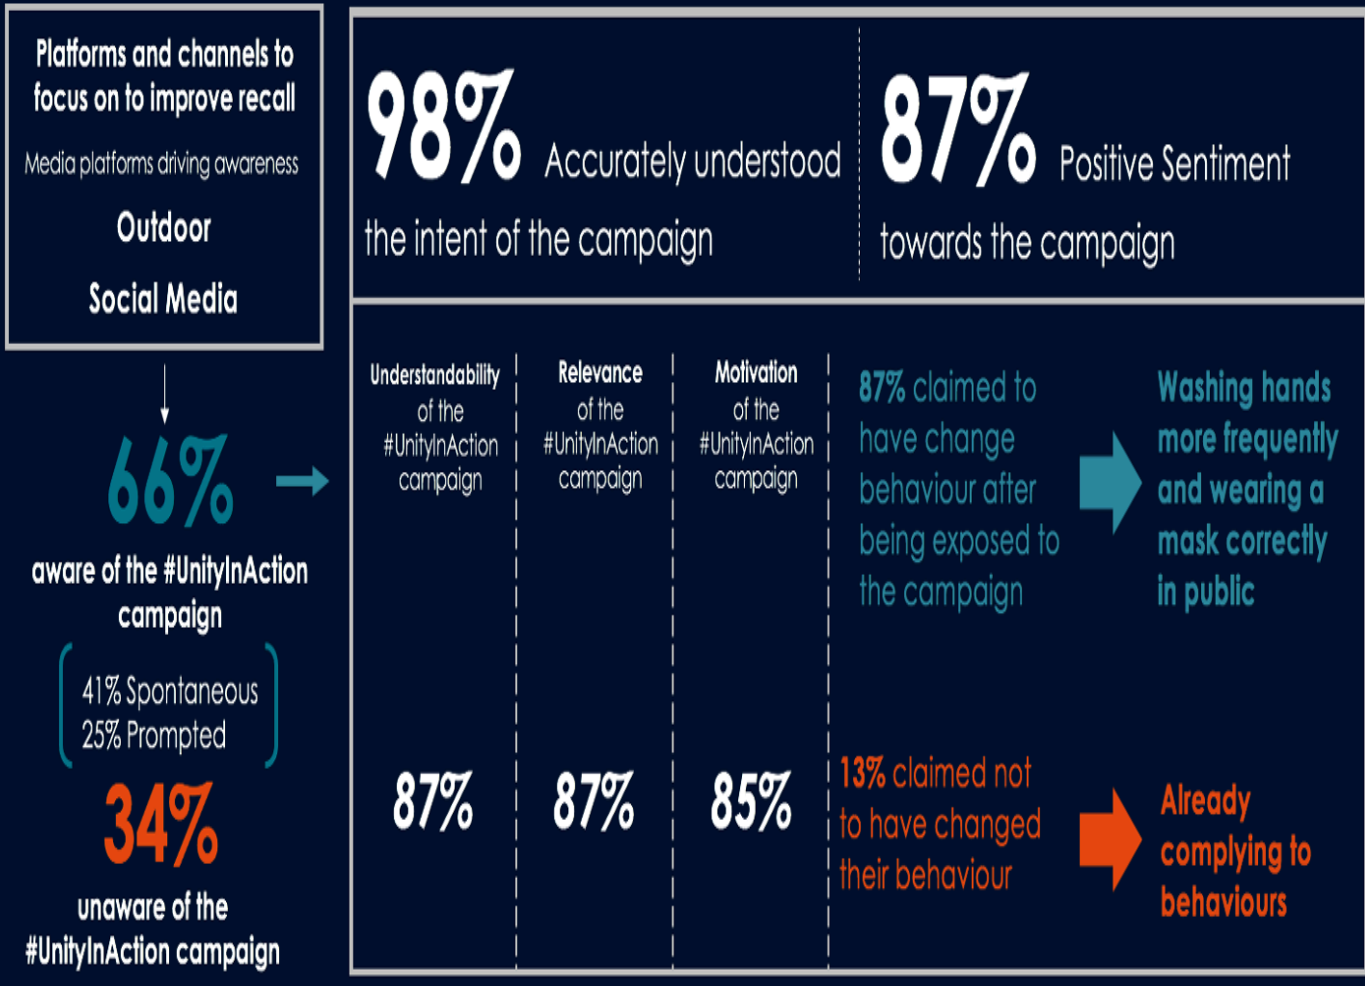 Platforms and channels to
focus on to improve recall
Media platforms driving awareness
Outdoor
Social Media
66%
aware of the #UnityInAction
campaign
41% Spontaneous
25% Prompted
34%
unaware of the
#UnityInAction campaign
98% Accurately understood
the intent of the campaign
87% Positive Sentiment
towards the campaign
Understandability
of the
#UnityInAction
campaign
87%
Relevance
of the
#UnityInAction
campaign
87%
Motivation
of the
#UnityInAction
campaign
85%
87% claimed to
have change
behaviour after
being exposed to
the campaign
Washing hands
more frequently
and wearing a
mask correctly
in public
13% claimed not
to have changed
their behaviour
Already
complying to
behaviours